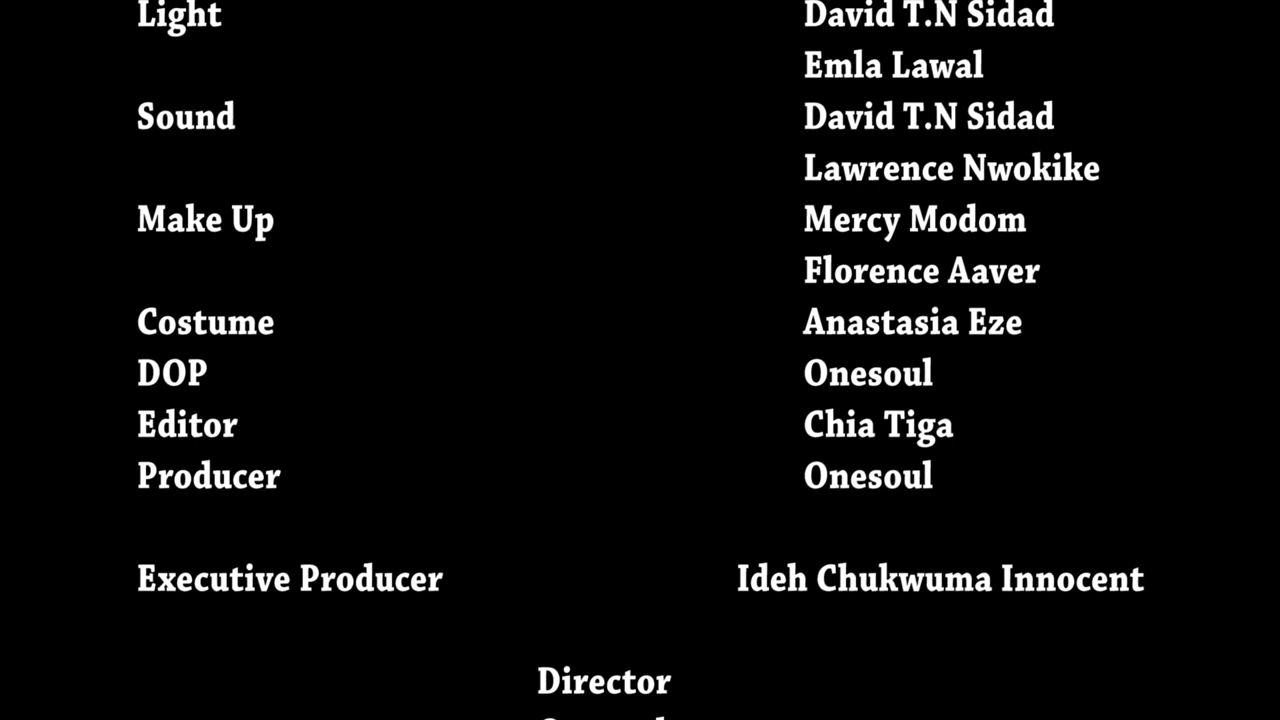 Light David T.N Sidad
Emla Lawal
Sound David T.N Sidad
Lawrence Nwokike
Make Up Mercy Modom
Florence Aaver
Costume Anastasia Eze
DOP Onesoul
Editor Chia Tiga
Producer Onesoul
Executive Producer Ideh Chukwuma Innocent
Director